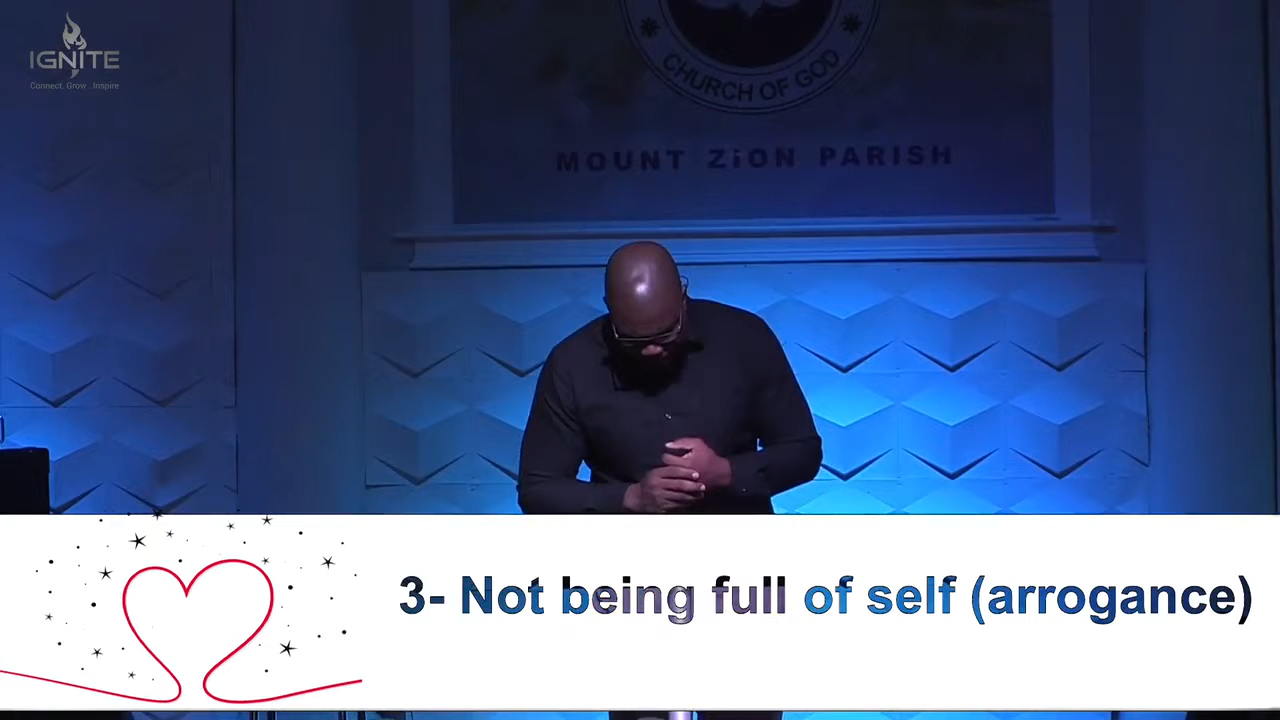 IGNITE
Connect. Grow . Inspire
CHURCH OF GOD
MOUNT ZiON PARISH
3- Not being full of self (arrogance)